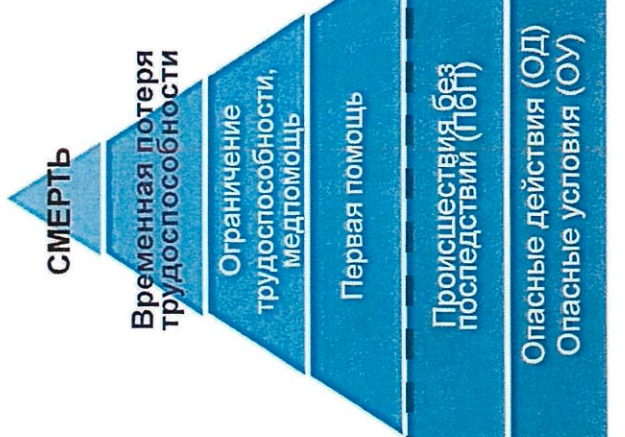 СМЕРТЬ
Временная потеря
трудоспособности
Ограничение
трудоспособности,
медпомощь
Первая помощь
Происшествия без
последствий (ПбП)
Опасные действия (ОД)
Опасные условия (ОУ)